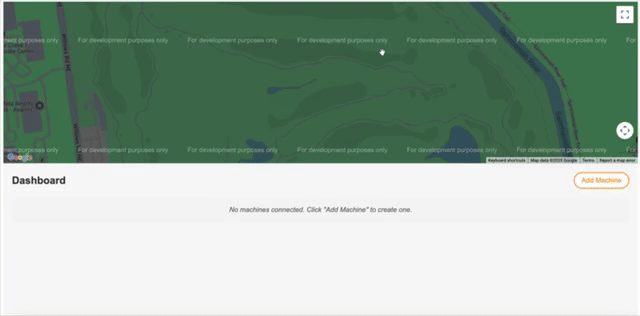 ment purposes only For development purposes only For development purposes only For development purposes only For development purposes only For development purposes only For
ment purposes only For development purposes only For development purposes only For development purposes only For development purposes only For development purposes only For
Google
Keyboard shortcuts Map data ©2025 Google Terms Report a map error
Dashboard
Add Machine
No machines connected. Click "Add Machine" to create one.